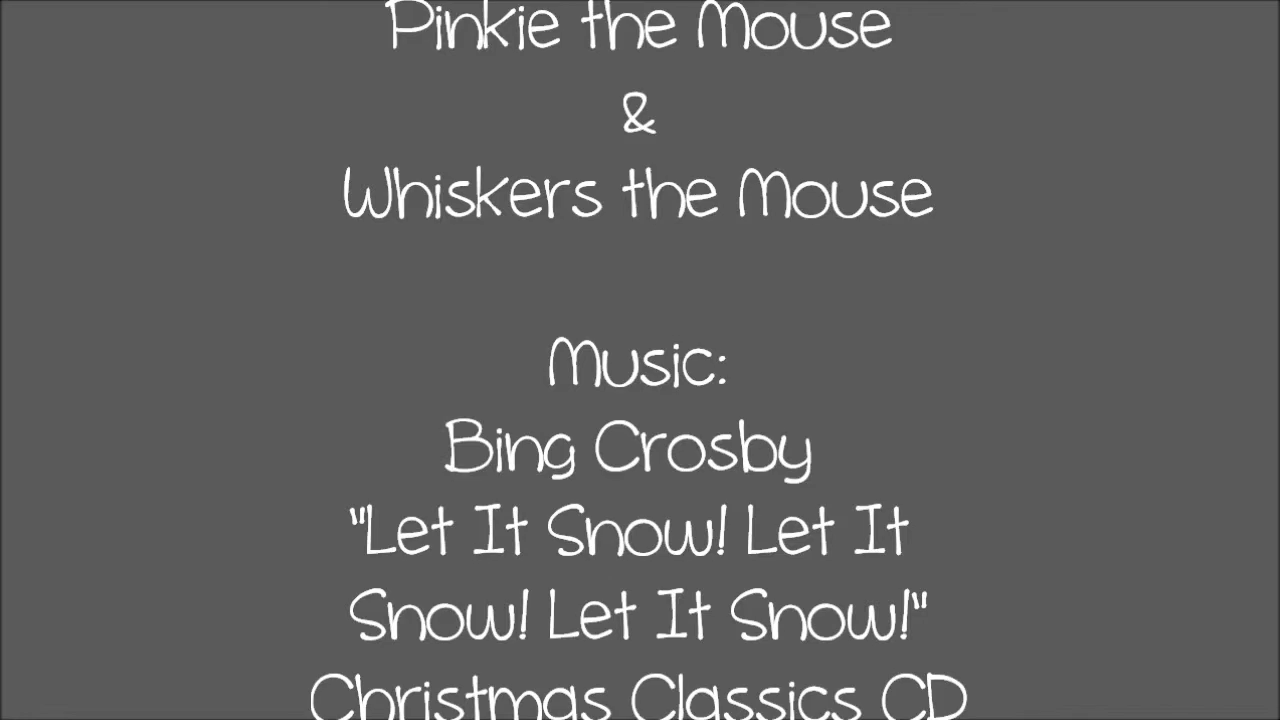 Pinkie the Mouse
&
Whiskers the Mouse
Music:
Bing Crosby
"Let It Snow! Let It
Snow! Let It Snow!"
Christmas Classics CD